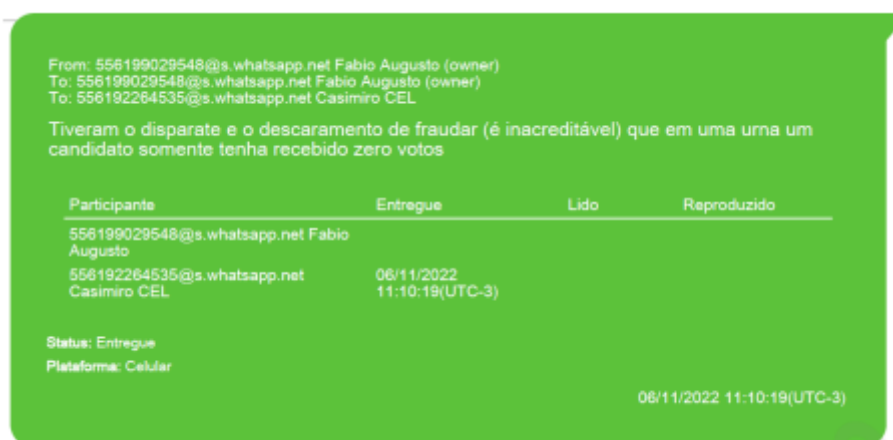 From: 556199029548@s.whatsapp.net Fabio Augusto (owner)
To: 556199029548@s.whatsapp.net Fabio Augusto (owner)
To: 556192264535@s.whatsapp.net Casimiro CEL
Tiveram o disparate e o descaramento de fraudar (é inacreditável) que em uma urna um
candidato somente tenha recebido zero votos
Participante Entregue Lido Reproduzido
556199029548@s.whatsapp.net Fabio
Augusto
556192264535@s.whatsapp.net 06/11/2022
Casimiro CEL 11:10:19(UTC-3)
Status: Entregue
Plataforma: Celular
06/11/2022 11:10:19(UTC-3)